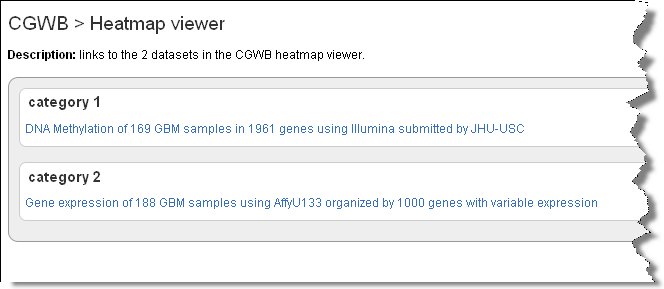 CGWB > Heatmap viewer
Description: links to the 2 datasets in the CGWB heatmap viewer.
category 1
DNA Methylation of 169 GBM samples in 1961 genes using Illumina submitted by JHU-USC
category 2
Gene expression of 188 GBM samples using AffyU133 organized by 1000 genes with variable expression